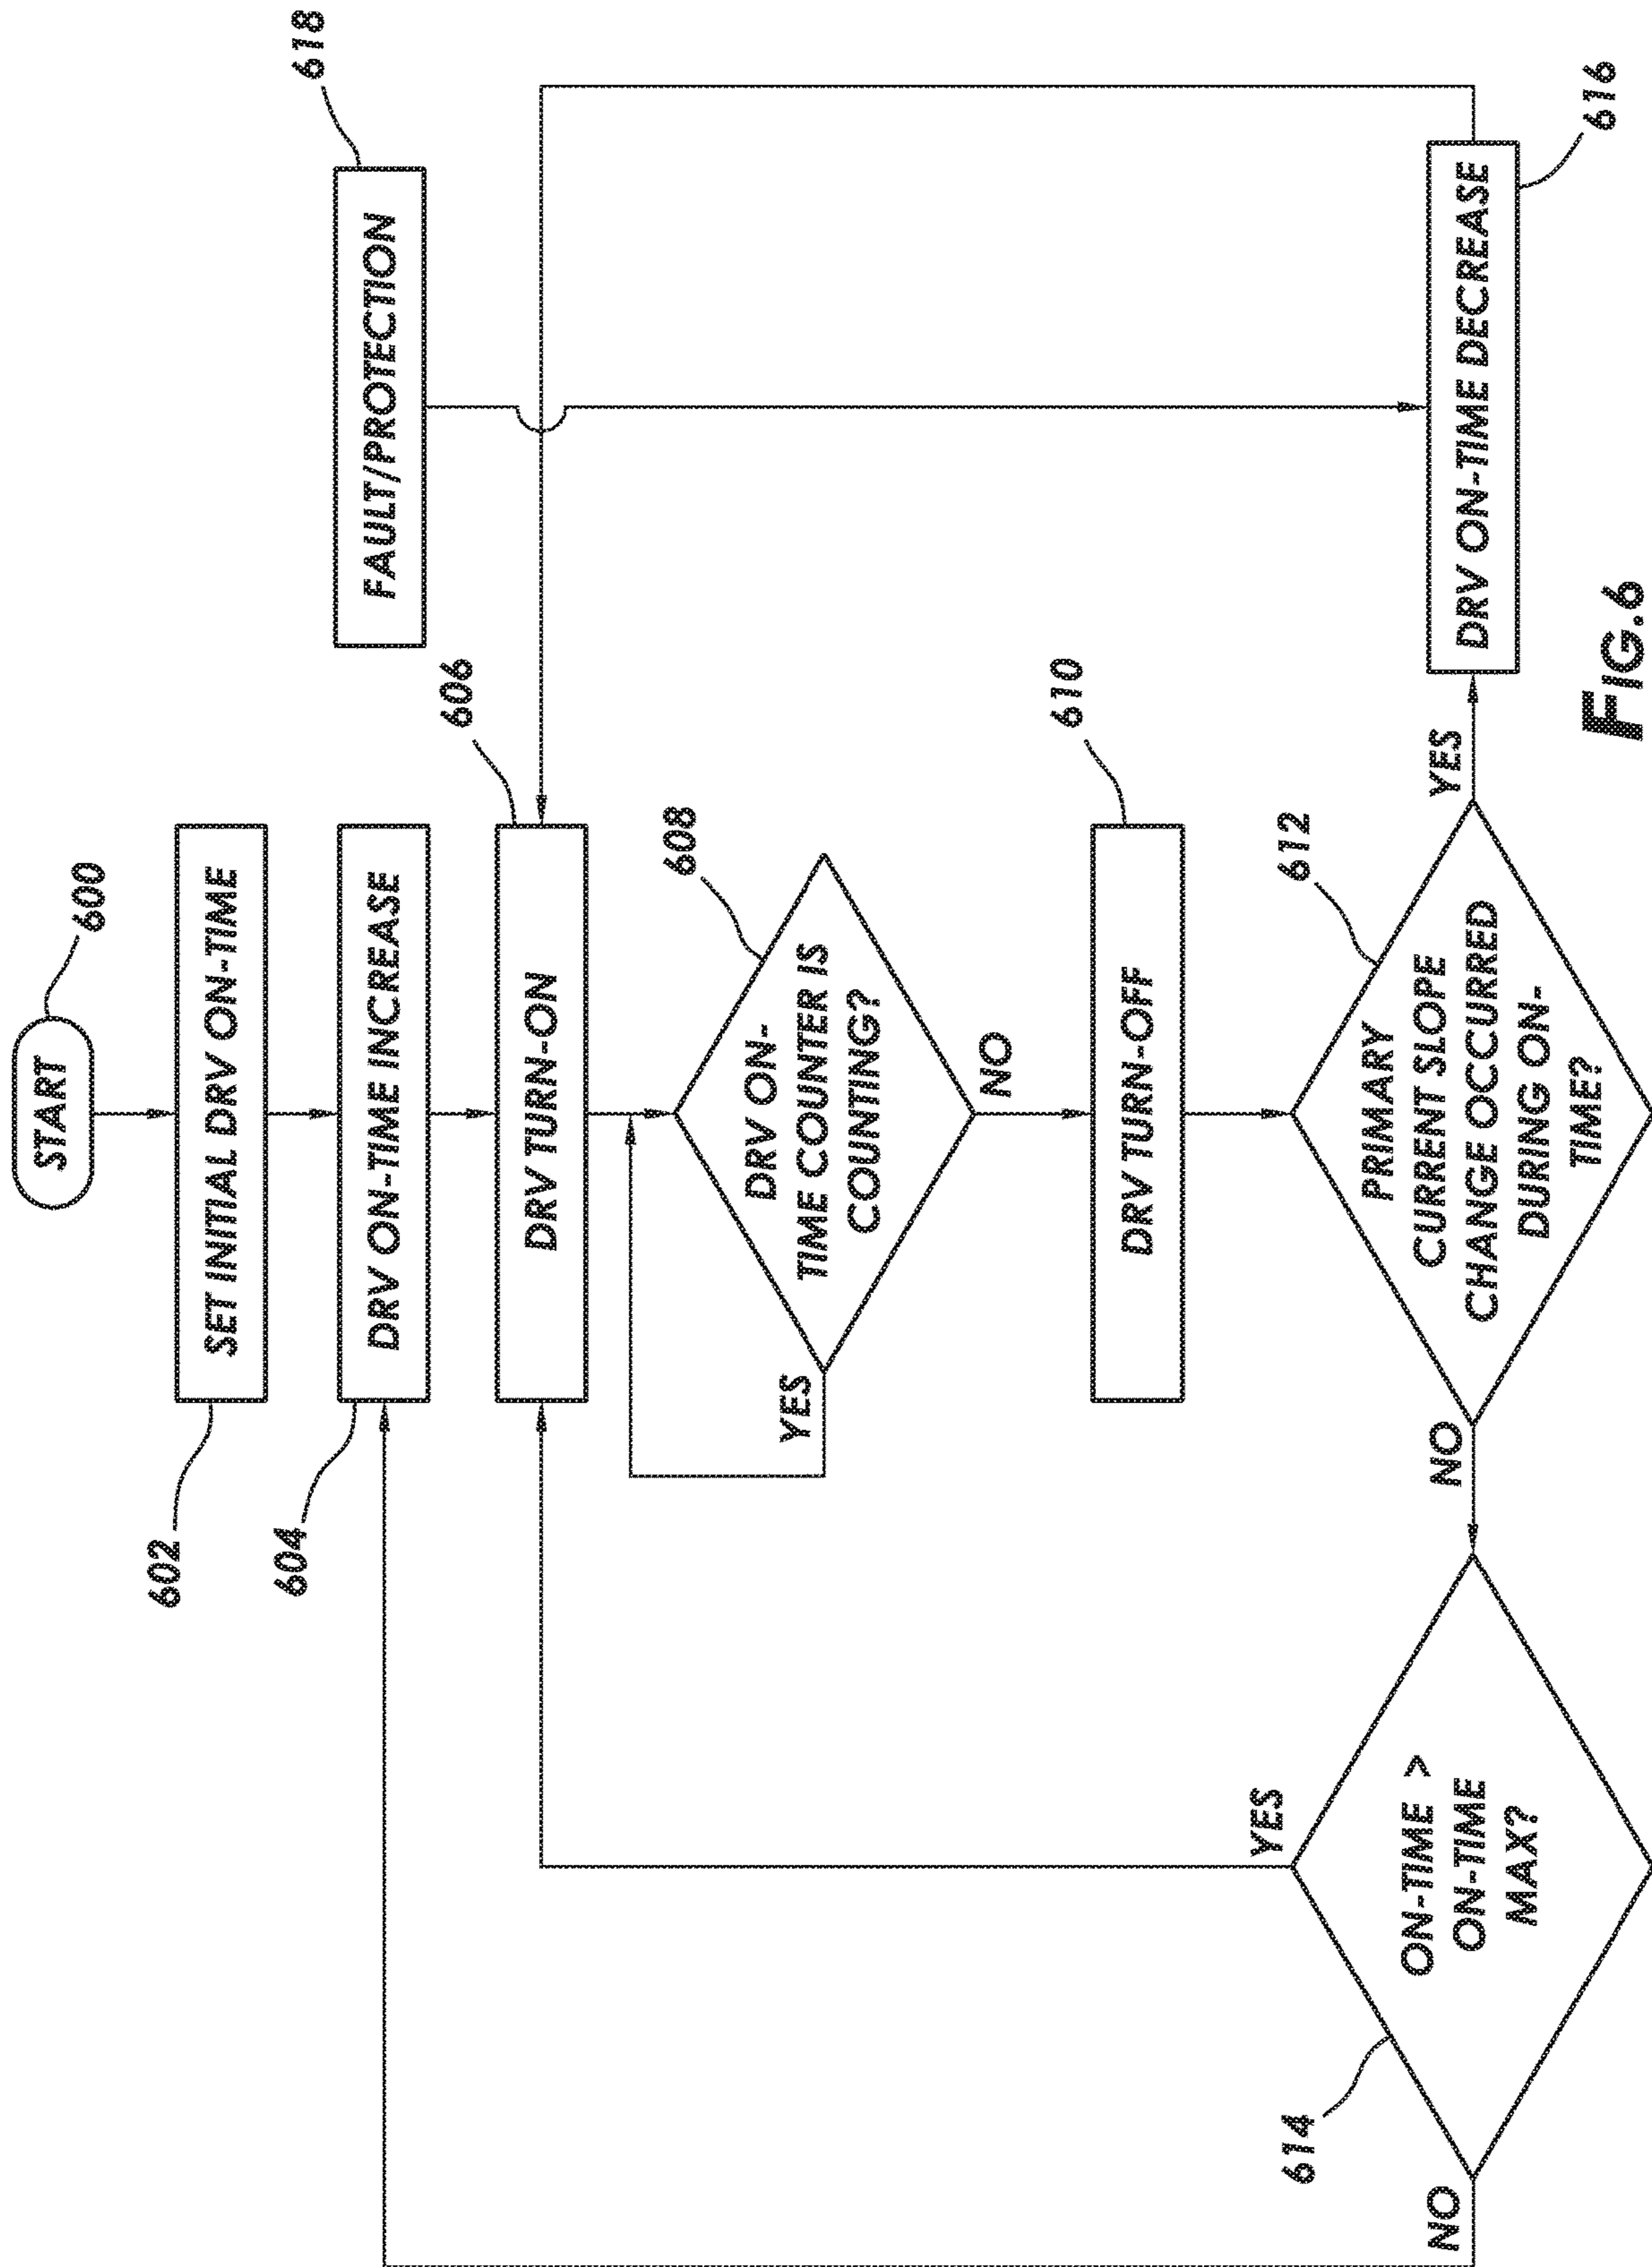 START
600
SET INITIAL DRV ON-TIME
602
DRV ON-TIME INCREASE
604
618
FAULT/PROTECTION
DRV TURN-ON
606
DRV ON-
TIME COUNTER IS
COUNTING?
608
YES
NO
DRV TURN-OFF
610
PRIMARY
CURRENT SLOPE
CHANGE OCCURRED
DURING ON-
TIME?
612
NO
YES
ON-TIME >
ON-TIME
MAX?
614
YES
NO
DRV ON-TIME DECREASE
616
FIG.6